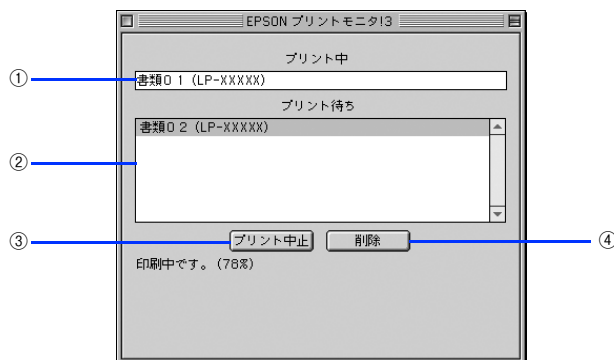 EPSON プリントモニタ!3
プリント中
① 書類0 1 (LP-XXXXX)
プリント待ち
② 書類0 2 (LP-XXXXX)
③ プリント中止 削除 ④
印刷中です。(78%)